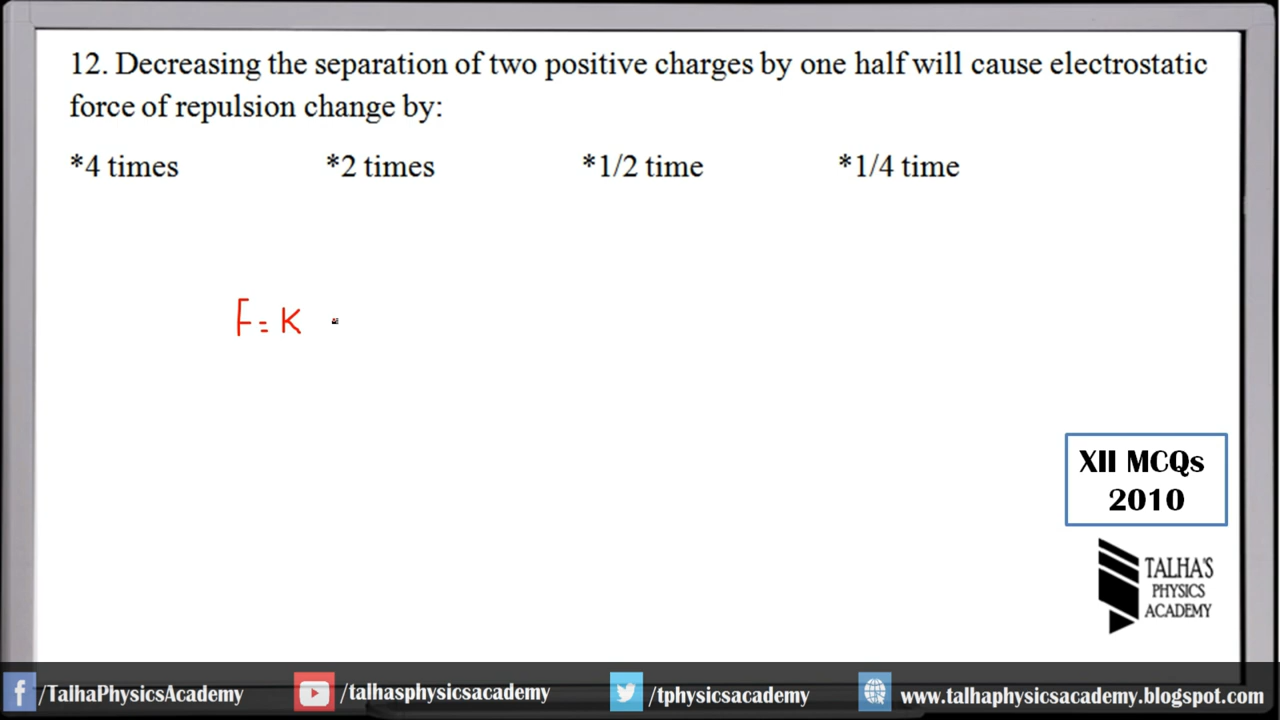 12. Decreasing the separation of two positive charges by one half will cause electrostatic
force of repulsion change by:
*4 times *2 times *1/2 time *1/4 time
F = K
XII MCQs
2010
TALHA'S
PHYSICS
ACADEMY
/TalhaPhysicsAcademy /talhasphysicsacademy /tphysicsacademy www.talhaphysicsacademy.blogspot.com